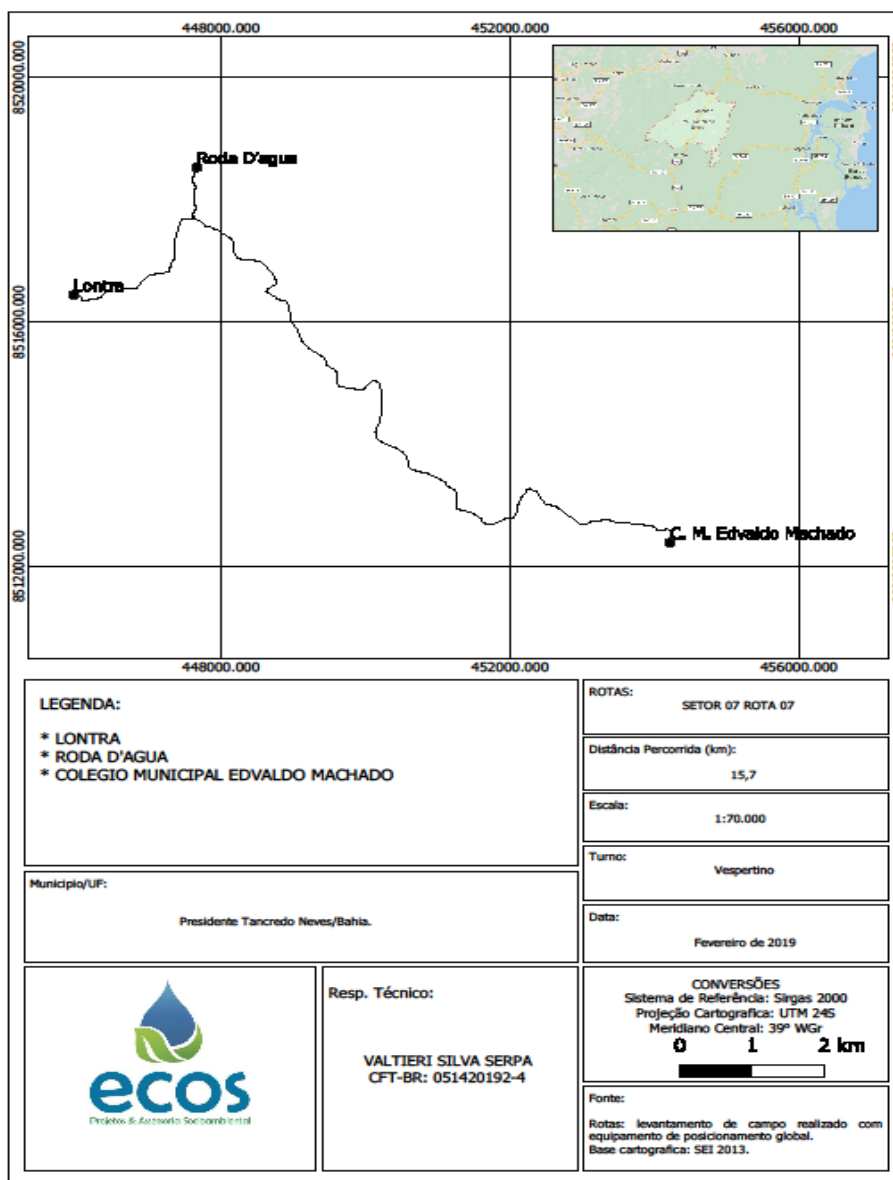 448000.000
452000.000
456000.000
8520000.000
8516000.000
8512000.000
Roda D'agua
Lontra
C. M. Edvaldo Machado
448000.000
452000.000
456000.000
LEGENDA:
* LONTRA
* RODA D'AGUA
* COLEGIO MUNICIPAL EDVALDO MACHADO
ROTAS:
SETOR 07 ROTA 07
Distância Percorrida (km):
15,7
Escala:
1:70.000
Turno:
Vespertino
Municipio/UF:
Presidente Tancredo Neves/Bahia.
Data:
Fevereiro de 2019
ecos
Projetos & Assessoria Socioambiental
Resp. Técnico:
VALTIERI SILVA SERPA
CFT-BR: 051420192-4
CONVERSÕES
Sistema de Referência: Sirgas 2000
Projeção Cartografica: UTM 24S
Meridiano Central: 39° WGr
0 1 2 km
Fonte:
Rotas: levantamento de campo realizado com
equipamento de posicionamento global.
Base cartografica: SEI 2013.